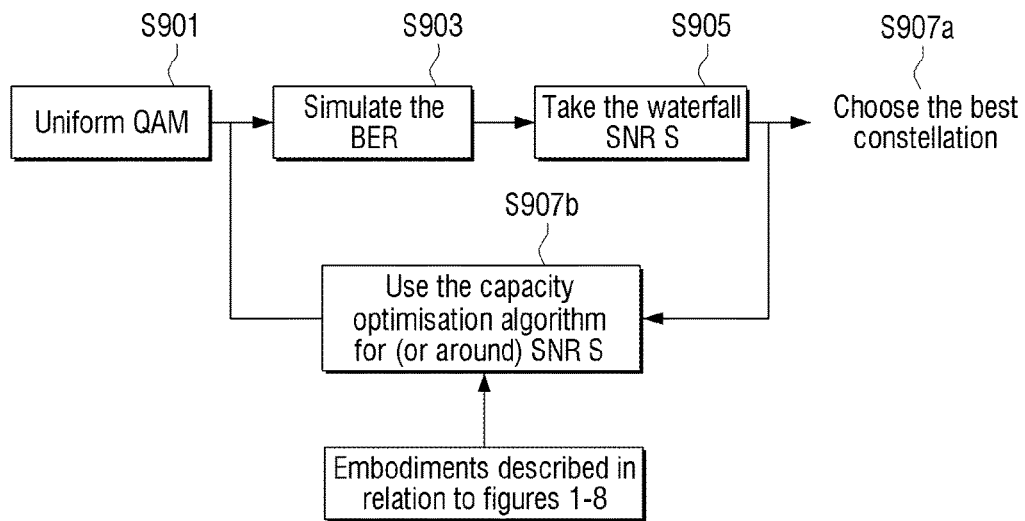 S901
S903
S905
S907a
Uniform QAM
Simulate the
BER
Take the waterfall
SNR S
Choose the best
constellation
S907b
Use the capacity
optimisation algorithm
for (or around) SNR S
Embodiments described in
relation to figures 1-8